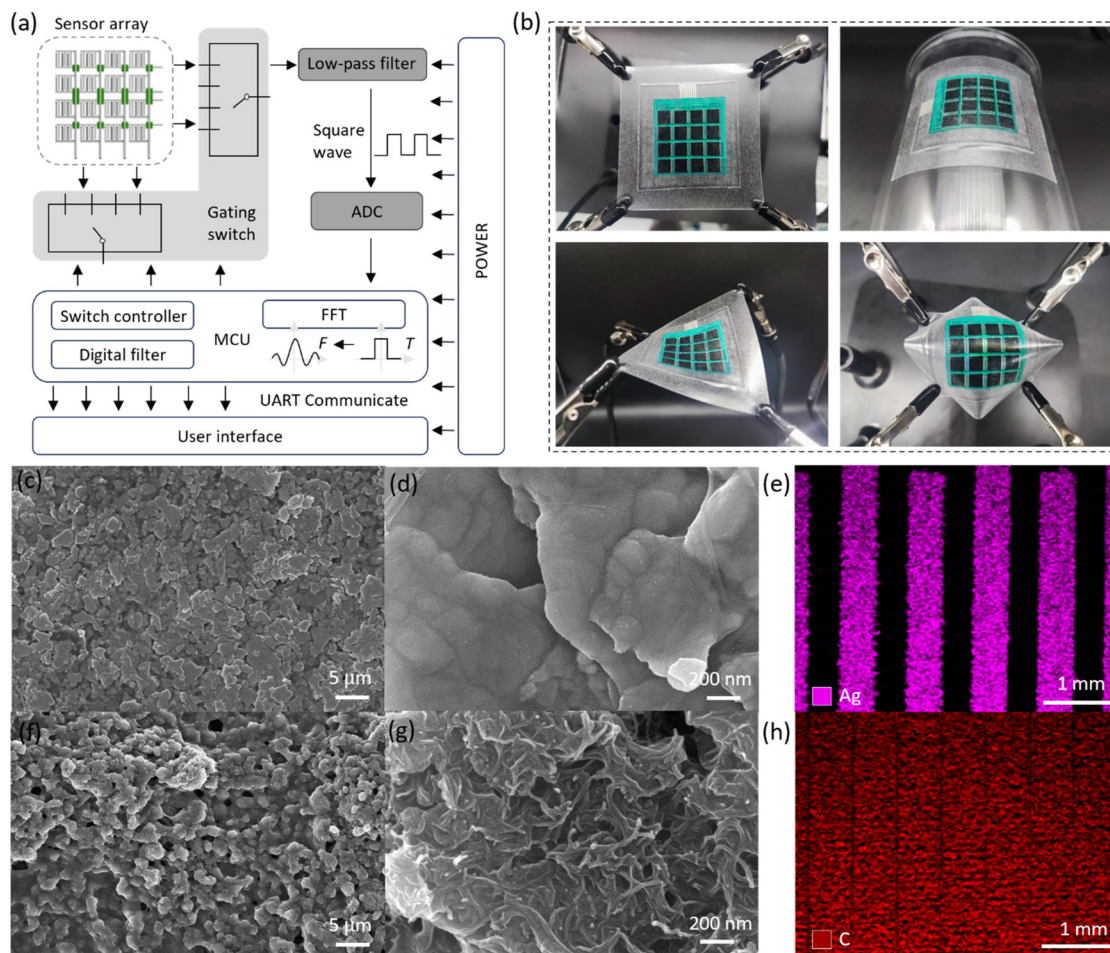 (a)
Sensor array
Low-pass filter
Square
wave
ADC
Gating
switch
POWER
Switch controller
Digital filter
MCU
FFT
F
T
UART Communicate
User interface
(b)
(c)
5 μm
(d)
200 nm
(e)
Ag
1 mm
(f)
5 μm
(g)
200 nm
(h)
C
1 mm